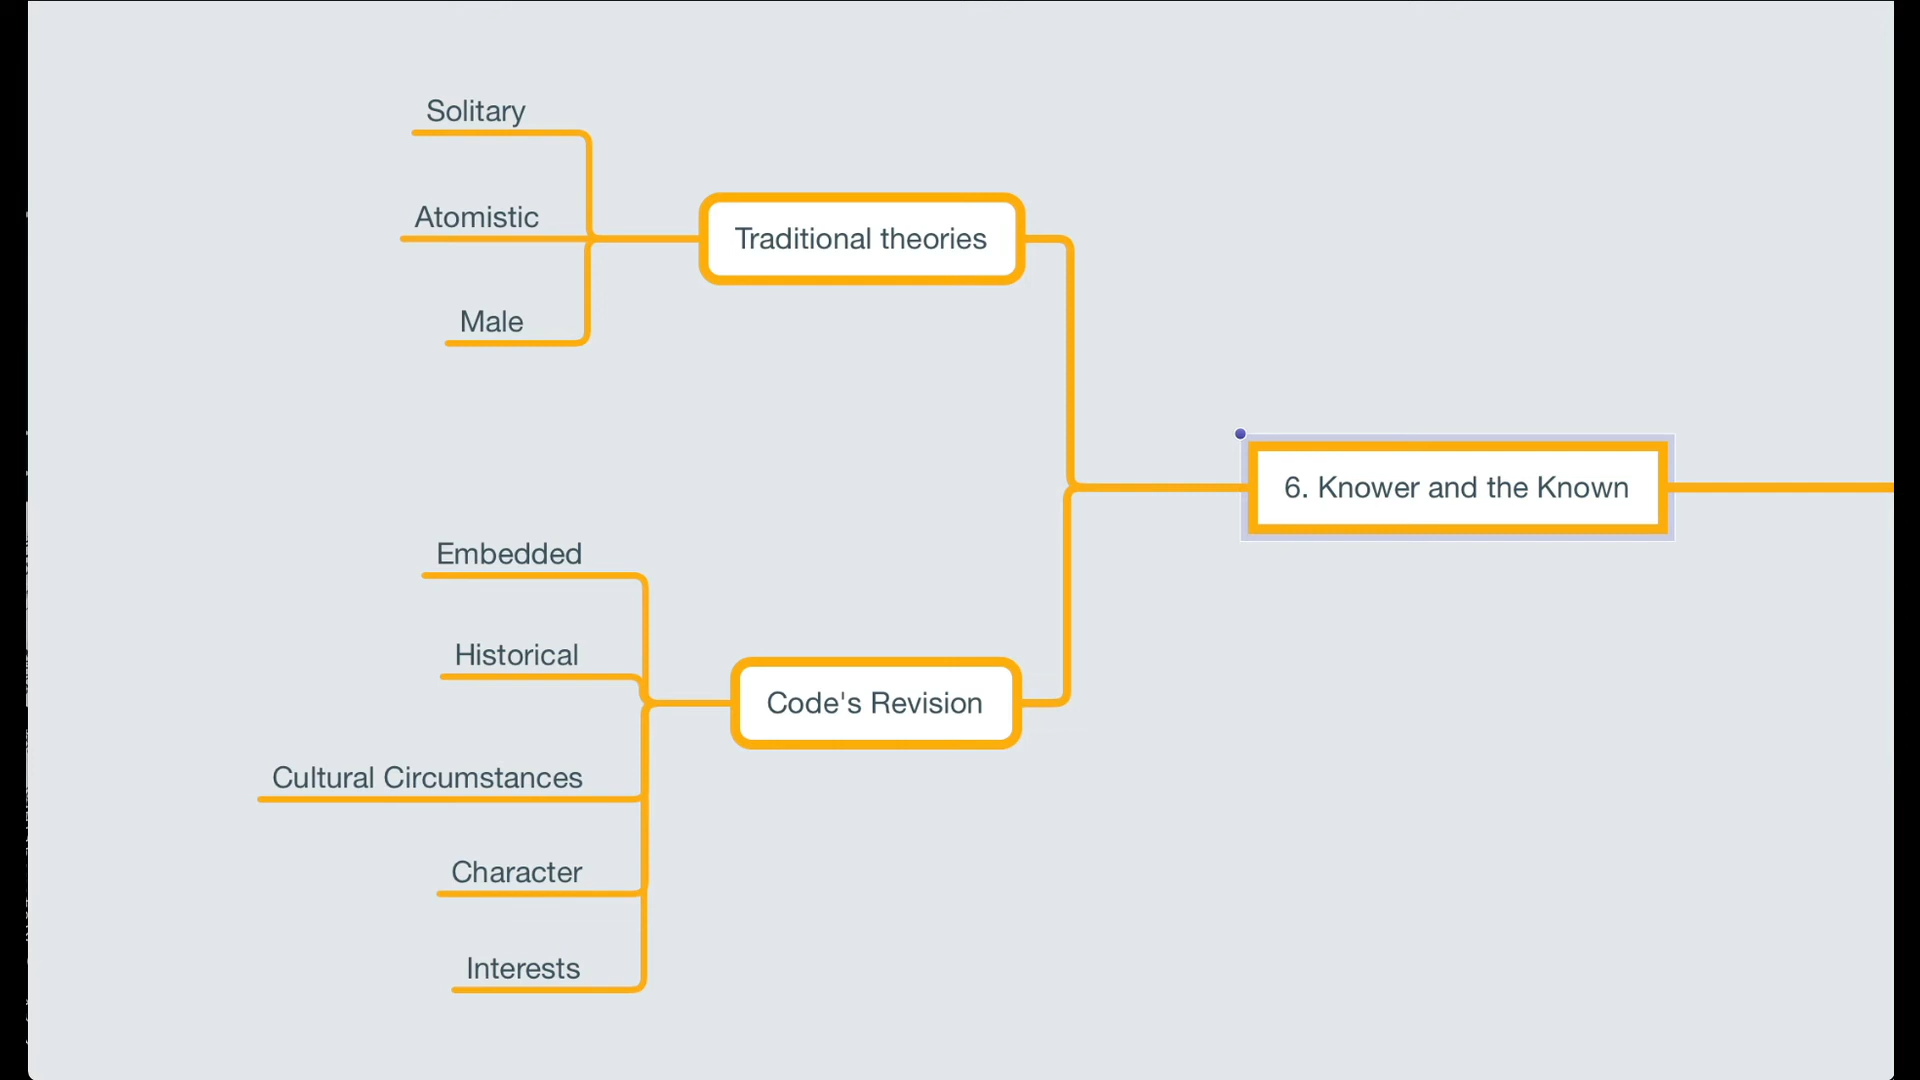 Solitary
Atomistic
Male
Traditional theories
6. Knower and the Known
Embedded
Historical
Code's Revision
Cultural Circumstances
Character
Interests